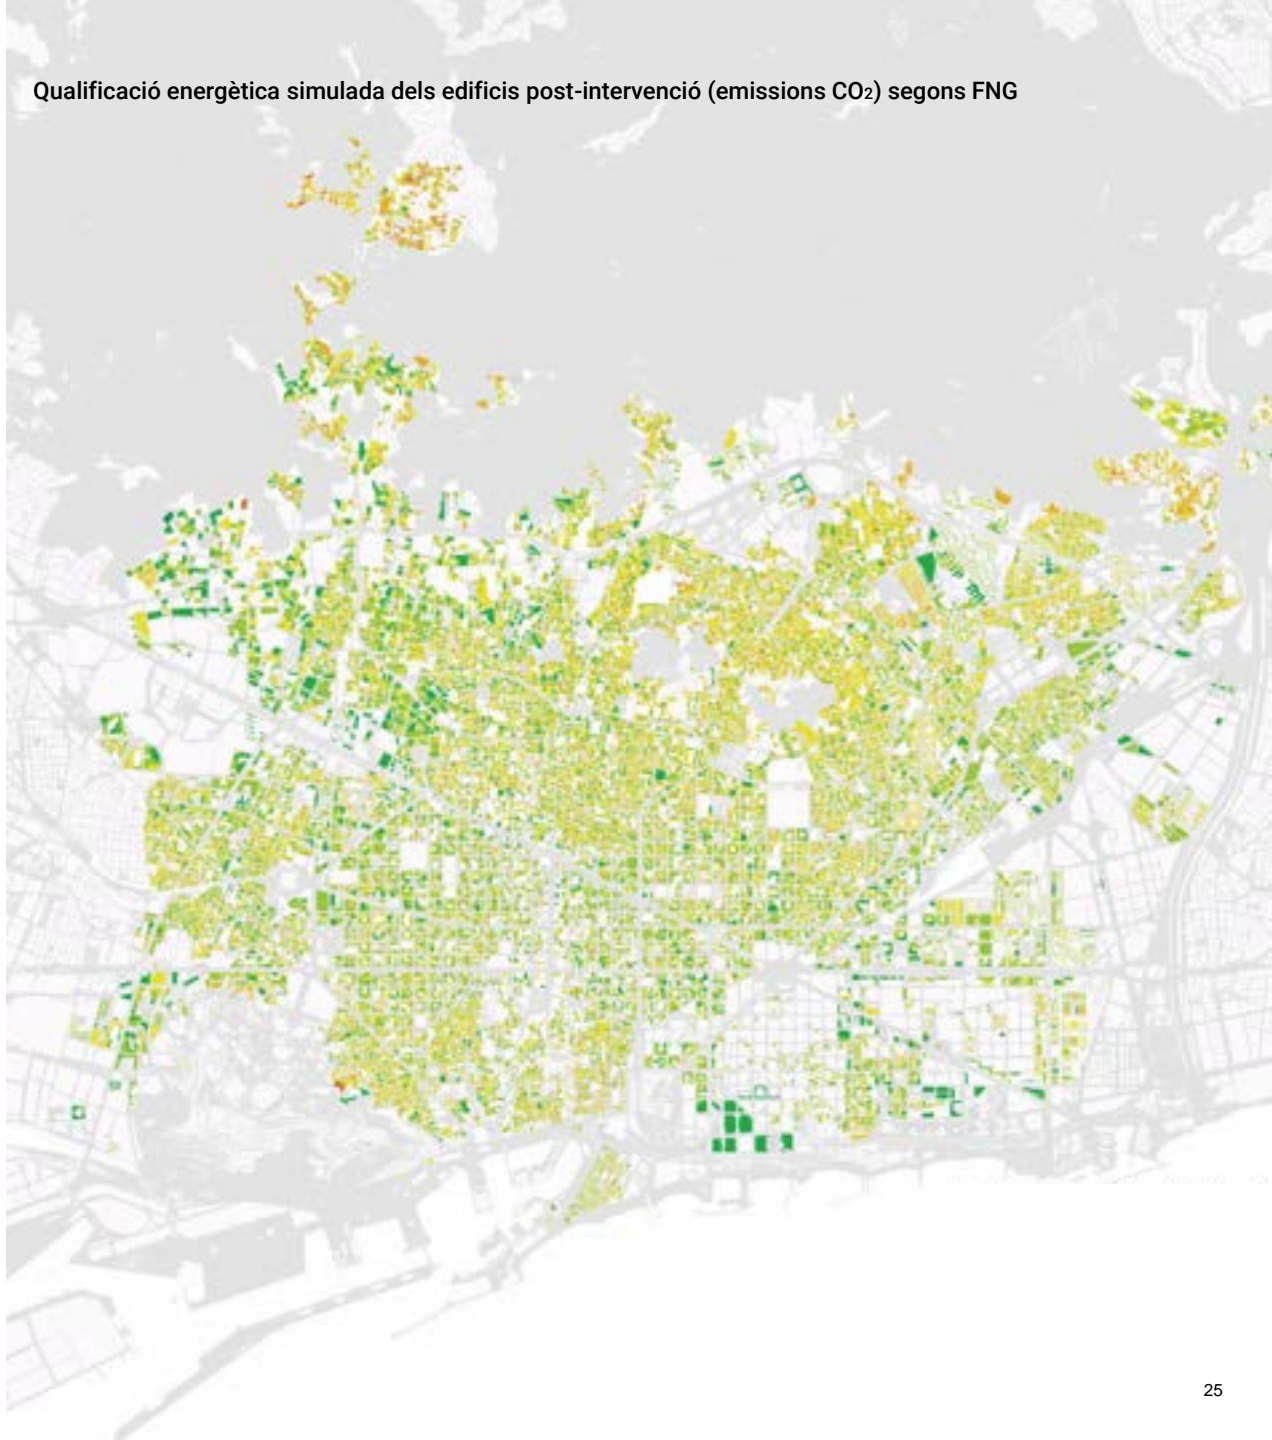 Qualificació energètica simulada dels edificis post-intervenció (emissions CO₂) segons FNG
25